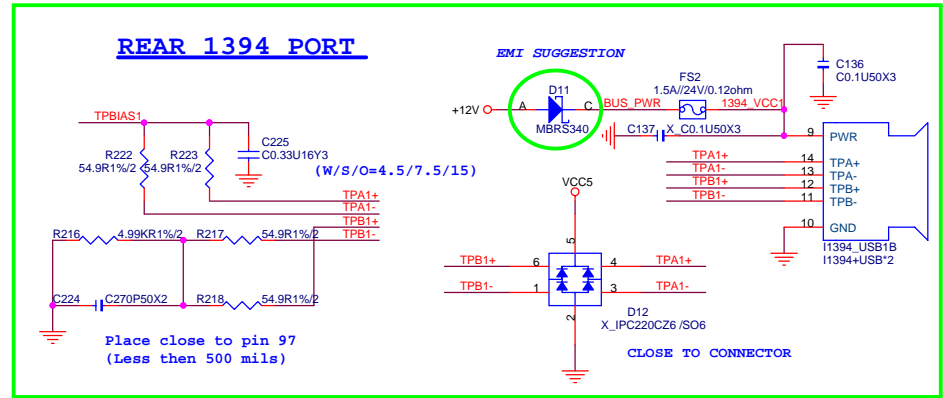 REAR 1394 PORT
EMI SUGGESTION
C136
C0.1U50X3
D11
FS2
1.5A//24V/0.12ohm
+12V
A
C
BUS_PWR
1394_VCC1
MBRS340
C137
X_C0.1U50X3
TPBIAS1
R222
R223
54.9R1%/2
54.9R1%/2
C225
C0.33U16Y3
(W/S/O=4.5/7.5/15)
TPA1+
TPA1-
TPB1+
TPB1-
R216
4.99KR1%/2
R217
54.9R1%/2
C224
C270P50X2
R218
54.9R1%/2
Place close to pin 97
(Less then 500 mils)
VCC5
5
TPB1+
6
4
TPA1+
TPB1-
1
3
TPA1-
2
D12
X_IPC220CZ6 /SO6
CLOSE TO CONNECTOR
9
PWR
TPA1+
14
TPA+
TPA1-
13
TPA-
TPB1+
12
TPB+
TPB1-
11
TPB-
10
GND
I1394_USB1B
I1394+USB*2